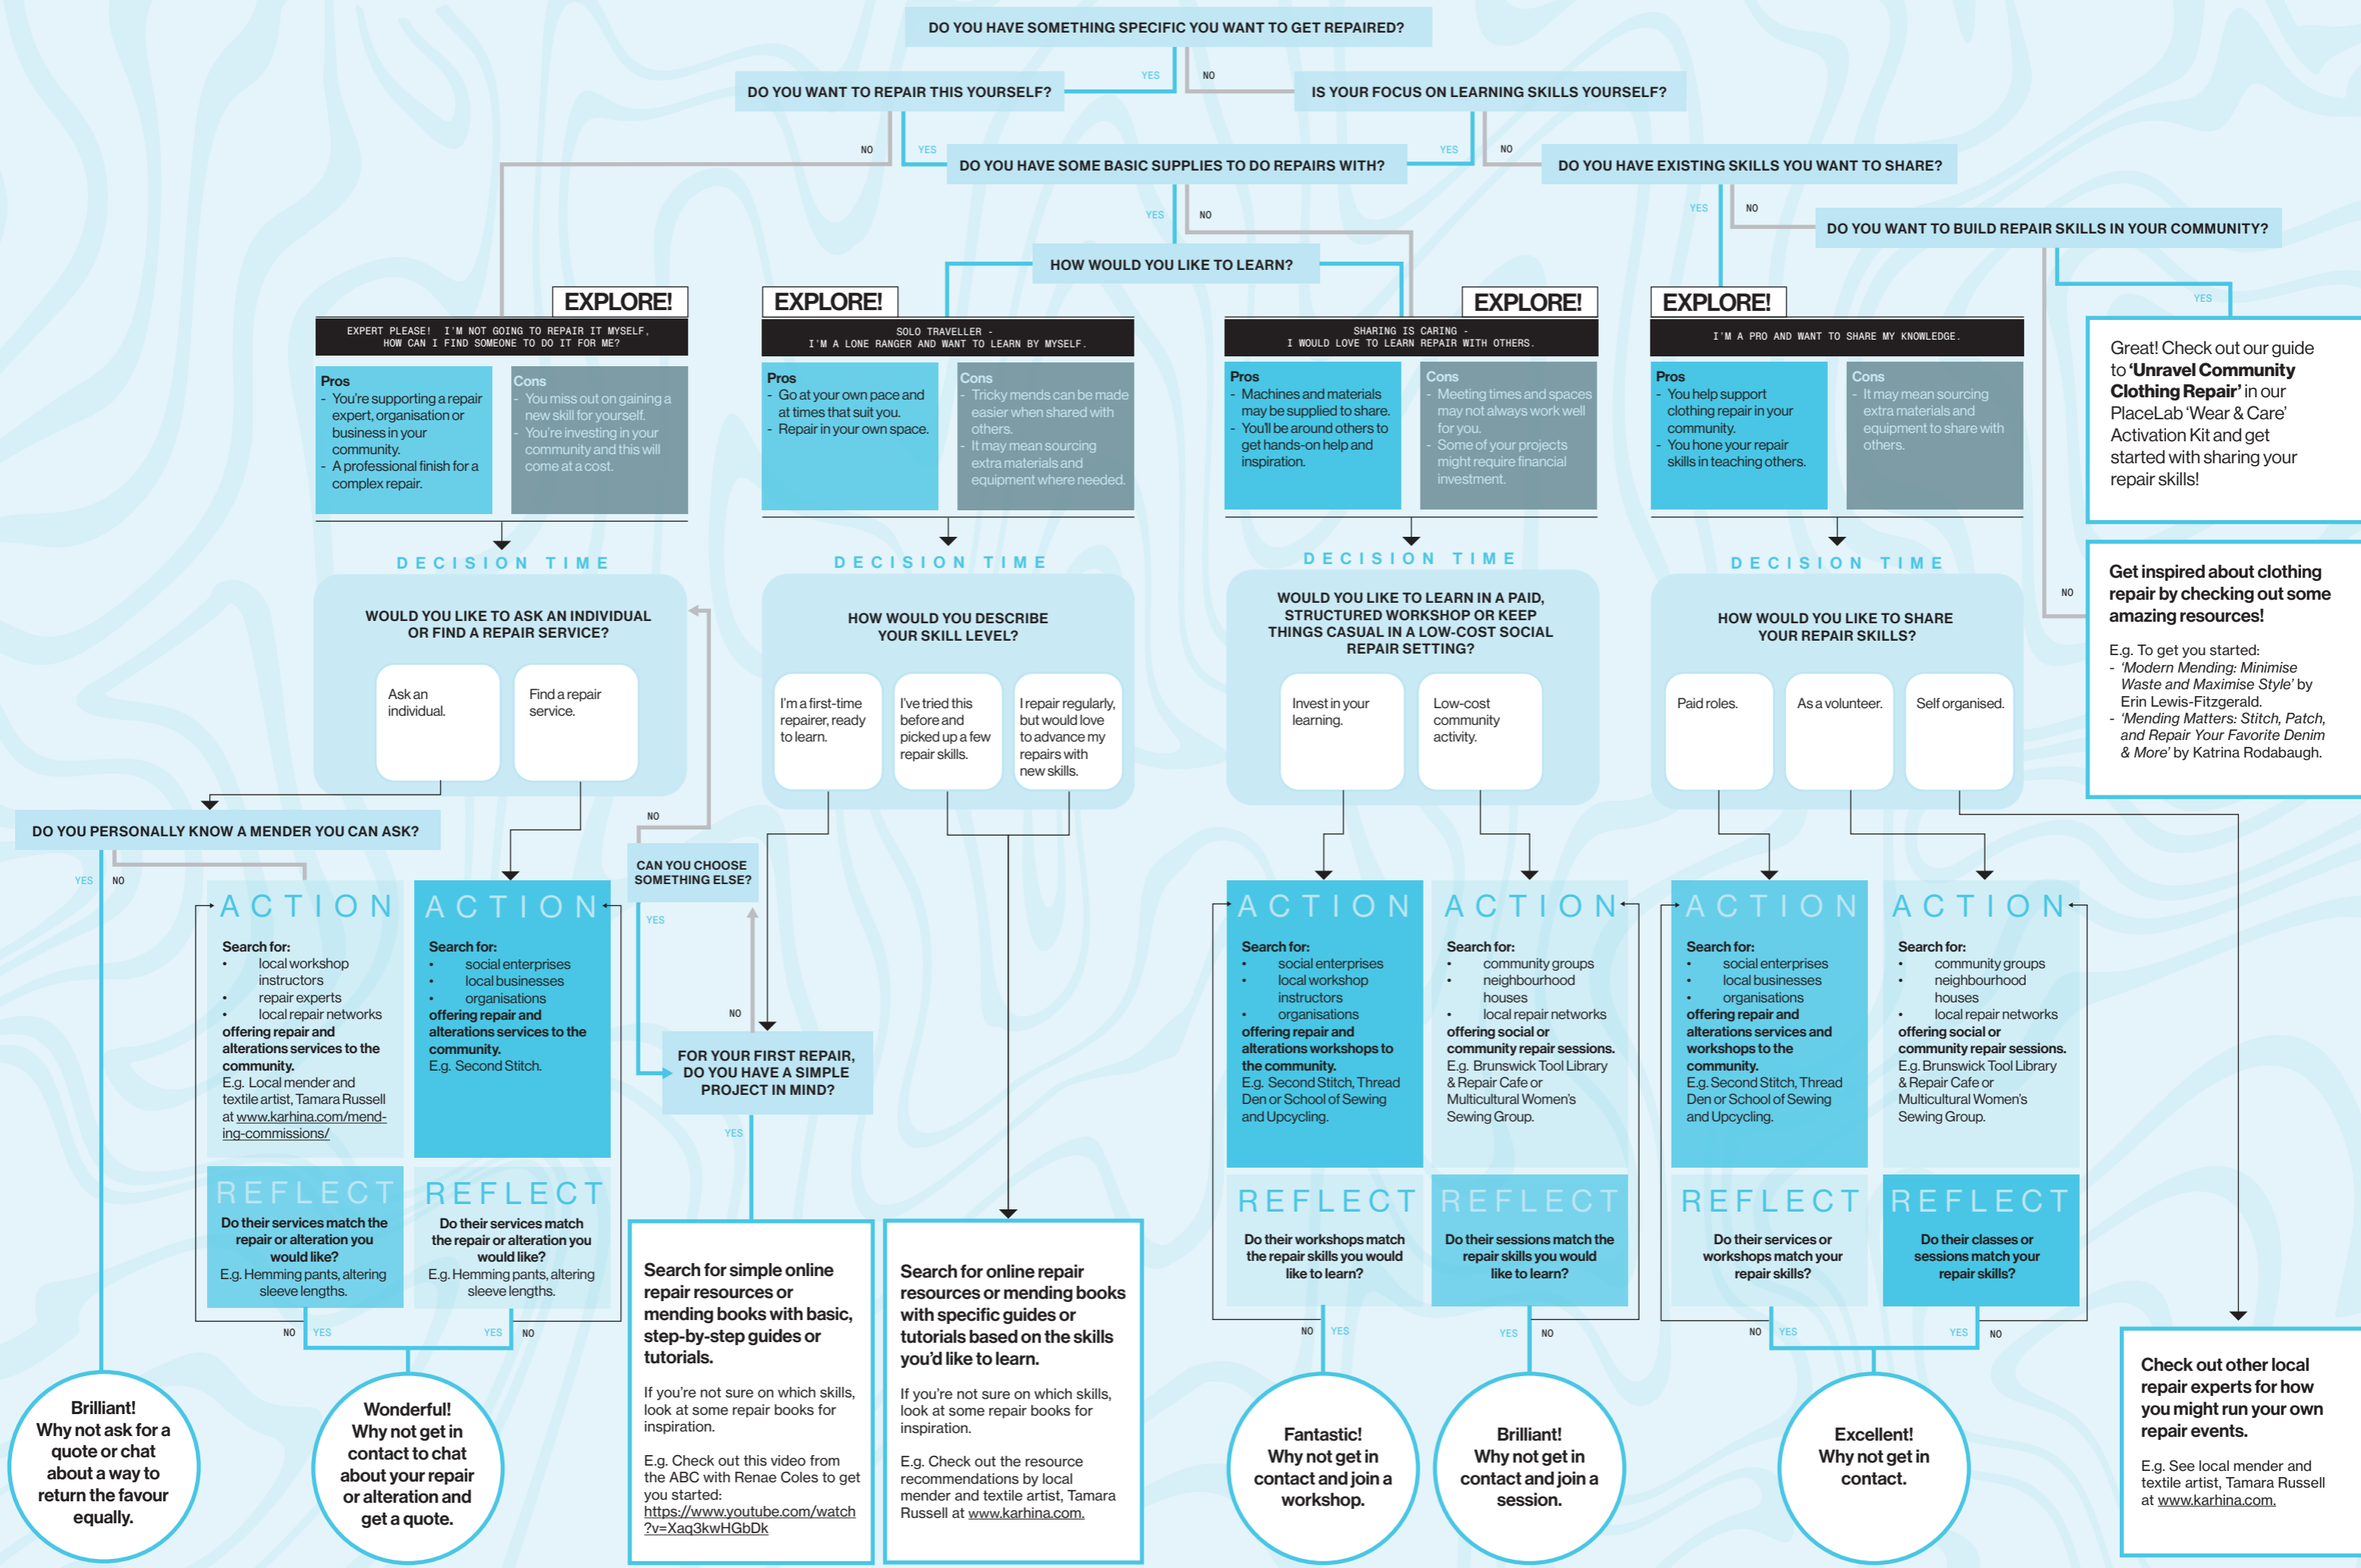 DO YOU HAVE SOMETHING SPECIFIC YOU WANT TO GET REPAIRED?
YES
NO
DO YOU WANT TO REPAIR THIS YOURSELF?
IS YOUR FOCUS ON LEARNING SKILLS YOURSELF?
NO
YES
YES
NO
DO YOU HAVE SOME BASIC SUPPLIES TO DO REPAIRS WITH?
DO YOU HAVE EXISTING SKILLS YOU WANT TO SHARE?
YES
NO
YES
NO
DO YOU WANT TO BUILD REPAIR SKILLS IN YOUR COMMUNITY?
HOW WOULD YOU LIKE TO LEARN?
YES
NO
EXPLORE!
EXPERT PLEASE! I'M NOT GOING TO REPAIR IT MYSELF,
HOW CAN I FIND SOMEONE TO DO IT FOR ME?
Pros
- You're supporting a repair
expert, organisation or
business in your
community.
- A professional finish for a
complex repair.
Cons
- You miss out on gaining a
new skill for yourself.
- You're investing in your
community and this will
come at a cost.
EXPLORE!
SOLO TRAVELLER -
I'M A LONE RANGER AND WANT TO LEARN BY MYSELF.
Pros
- Go at your own pace and
at times that suit you.
- Repair in your own space.
Cons
- Tricky mends can be made
easier when shared with
others.
- It may mean sourcing
extra materials and
equipment where needed.
EXPLORE!
SHARING IS CARING -
I WOULD LOVE TO LEARN REPAIR WITH OTHERS.
Pros
- Machines and materials
may be supplied to share.
- You'll be around others to
get hands-on help and
inspiration.
Cons
- Meeting times and spaces
may not always work well
for you.
- Some of your projects
might require financial
investment.
EXPLORE!
I'M A PRO AND WANT TO SHARE MY KNOWLEDGE.
Pros
- You help support
clothing repair in your
community.
- You hone your repair
skills in teaching others.
Cons
- It may mean sourcing
extra materials and
equipment to share with
others.
Great! Check out our guide
to 'Unravel Community
Clothing Repair' in our
PlaceLab 'Wear & Care'
Activation Kit and get
started with sharing your
repair skills!
Get inspired about clothing
repair by checking out some
amazing resources!
E.g. To get you started:
- 'Modern Mending: Minimise
Waste and Maximise Style' by
Erin Lewis-Fitzgerald.
- 'Mending Matters: Stitch, Patch,
and Repair Your Favorite Denim
& More' by Katrina Rodabaugh.
DECISION TIME
WOULD YOU LIKE TO ASK AN INDIVIDUAL
OR FIND A REPAIR SERVICE?
Ask an
individual.
Find a repair
service.
DECISION TIME
HOW WOULD YOU DESCRIBE
YOUR SKILL LEVEL?
I'm a first-time
repairer, ready
to learn.
I've tried this
before and
picked up a few
repair skills.
I repair regularly,
but would love
to advance my
repairs with
new skills.
DECISION TIME
WOULD YOU LIKE TO LEARN IN A PAID,
STRUCTURED WORKSHOP OR KEEP
THINGS CASUAL IN A LOW-COST SOCIAL
REPAIR SETTING?
Invest in your
learning.
Low-cost
community
activity.
DECISION TIME
HOW WOULD YOU LIKE TO SHARE
YOUR REPAIR SKILLS?
Paid roles.
As a volunteer.
Self organised.
DO YOU PERSONALLY KNOW A MENDER YOU CAN ASK?
YES
NO
NO
CAN YOU CHOOSE
SOMETHING ELSE?
YES
NO
FOR YOUR FIRST REPAIR,
DO YOU HAVE A SIMPLE
PROJECT IN MIND?
YES
ACTION
Search for:
• local workshop
instructors
• repair experts
• local repair networks
offering repair and
alterations services to the
community.
E.g. Local mender and
textile artist, Tamara Russell
at www.karhina.com/mend-
ing-commissions/
ACTION
Search for:
• social enterprises
• local businesses
• organisations
offering repair and
alterations services to the
community.
E.g. Second Stitch.
ACTION
Search for:
• social enterprises
• local workshop
instructors
• organisations
offering repair and
alterations workshops to
the community.
E.g. Second Stitch, Thread
Den or School of Sewing
and Upcycling.
ACTION
Search for:
• community groups
• neighbourhood
houses
• local repair networks
offering social or
community repair sessions.
E.g. Brunswick Tool Library
& Repair Cafe or
Multicultural Women's
Sewing Group.
ACTION
Search for:
• social enterprises
• local businesses
• organisations
offering repair and
alterations services and
workshops to the
community.
E.g. Second Stitch, Thread
Den or School of Sewing
and Upcycling.
ACTION
Search for:
• community groups
• neighbourhood
houses
• local repair networks
offering social or
community repair sessions.
E.g. Brunswick Tool Library
& Repair Cafe or
Multicultural Women's
Sewing Group.
REFLECT
Do their services match the
repair or alteration you
would like?
E.g. Hemming pants, altering
sleeve lengths.
REFLECT
Do their services match
the repair or alteration you
would like?
E.g. Hemming pants, altering
sleeve lengths.
REFLECT
Do their workshops match
the repair skills you would
like to learn?
REFLECT
Do their sessions match the
repair skills you would
like to learn?
REFLECT
Do their services or
workshops match your
repair skills?
REFLECT
Do their classes or
sessions match your
repair skills?
NO
YES
YES
NO
NO
YES
YES
NO
NO
YES
YES
NO
Brilliant!
Why not ask for a
quote or chat
about a way to
return the favour
equally.
Wonderful!
Why not get in
contact to chat
about your repair
or alteration and
get a quote.
Search for simple online
repair resources or
mending books with basic,
step-by-step guides or
tutorials.
If you're not sure on which skills,
look at some repair books for
inspiration.
E.g. Check out this video from
the ABC with Renae Coles to get
you started:
https://www.youtube.com/watch
?v=Xaq3kwHGbDk
Search for online repair
resources or mending books
with specific guides or
tutorials based on the skills
you'd like to learn.
If you're not sure on which skills,
look at some repair books for
inspiration.
E.g. Check out the resource
recommendations by local
mender and textile artist, Tamara
Russell at www.karhina.com.
Fantastic!
Why not get in
contact and join a
workshop.
Brilliant!
Why not get in
contact and join a
session.
Excellent!
Why not get in
contact.
Check out other local
repair experts for how
you might run your own
repair events.
E.g. See local mender and
textile artist, Tamara Russell
at www.karhina.com.